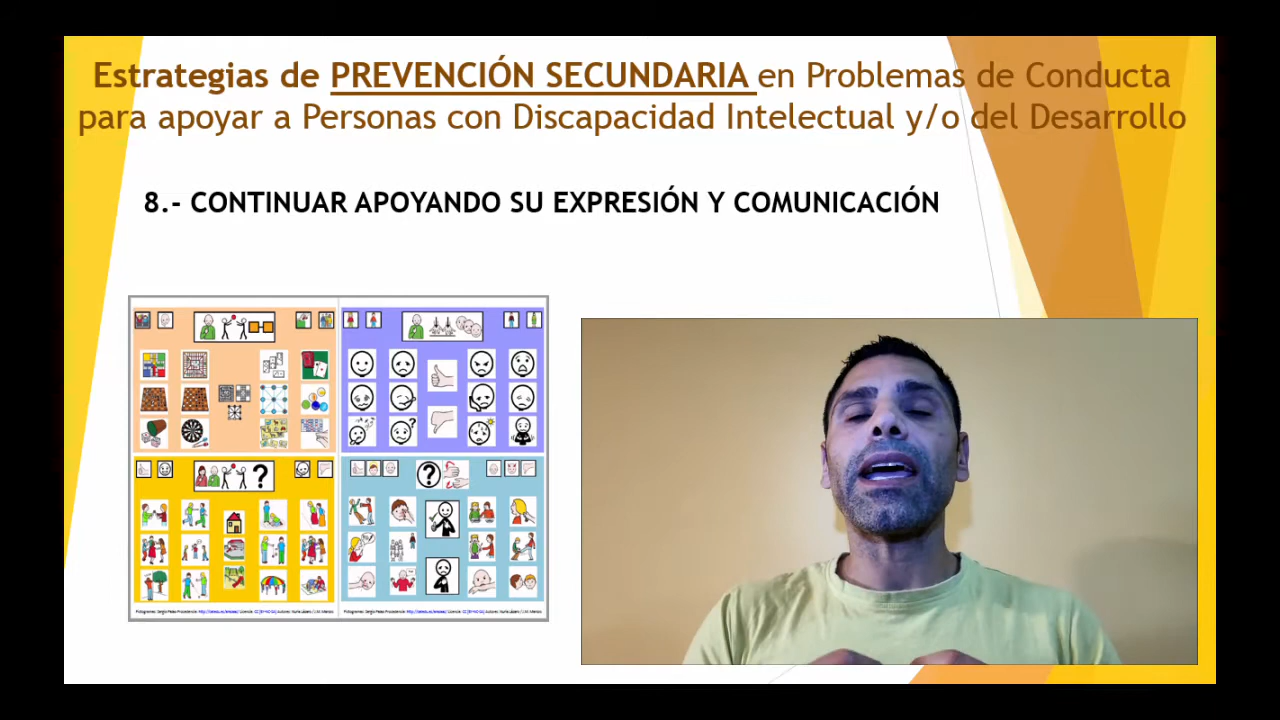 Estrategias de PREVENCIÓN SECUNDARIA en Problemas de Conducta
para apoyar a Personas con Discapacidad Intelectual y/o del Desarrollo
8.- CONTINUAR APOYANDO SU EXPRESIÓN Y COMUNICACIÓN